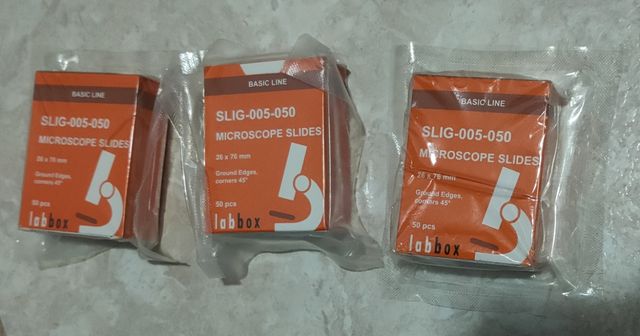 BASIC LINE
SLIG-005-050
MICROSCOPE SLIDES
26 x 76 mm
Ground Edges,
corners 45°
50 pcs
labbox
BASIC LINE
SLIG-005-050
MICROSCOPE SLIDES
26 x 76 mm
Ground Edges,
corners 45°
50 pcs
labbox
BASIC LINE
SLIG-005-050
MICROSCOPE SLIDES
26 x 76 mm
Ground Edges,
corners 45°
50 pcs
labbox